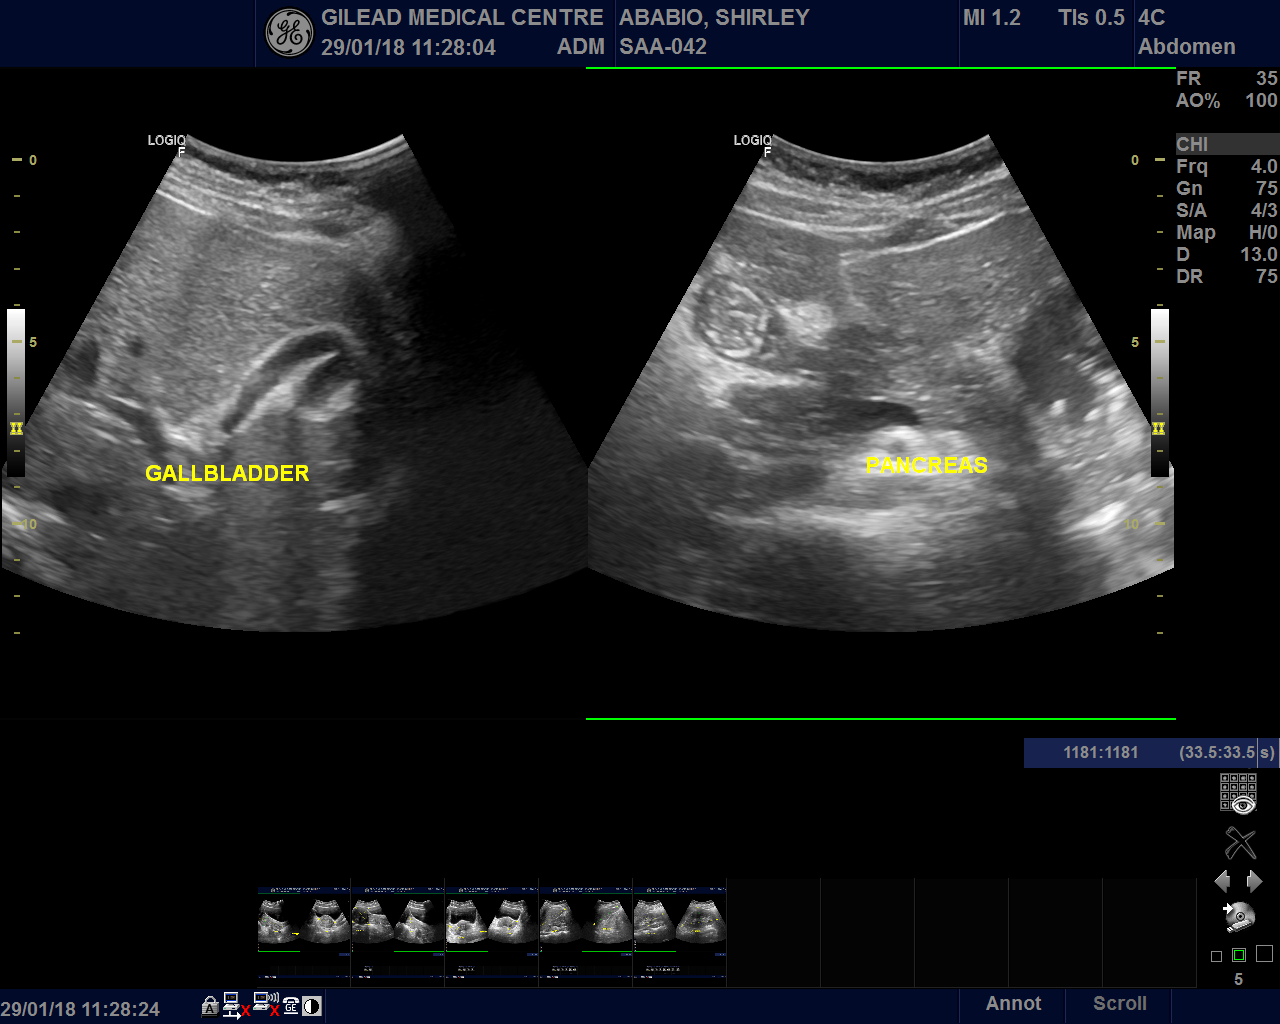 GILEAD MEDICAL CENTRE
29/01/18 11:28:04 ADM
ABABIO, SHIRLEY
SAA-042
MI 1.2 TIs 0.5
4C
Abdomen
FR 35
AO% 100
CHI
Frq 4.0
Gn 75
S/A 4/3
Map H/0
D 13.0
DR 75
LOGIQ
F
0
5
10
GALLBLADDER
LOGIQ
F
0
5
10
PANCREAS
1181:1181 (33.5:33.5 s)
5
29/01/18 11:28:24
A
GE
Annot Scroll